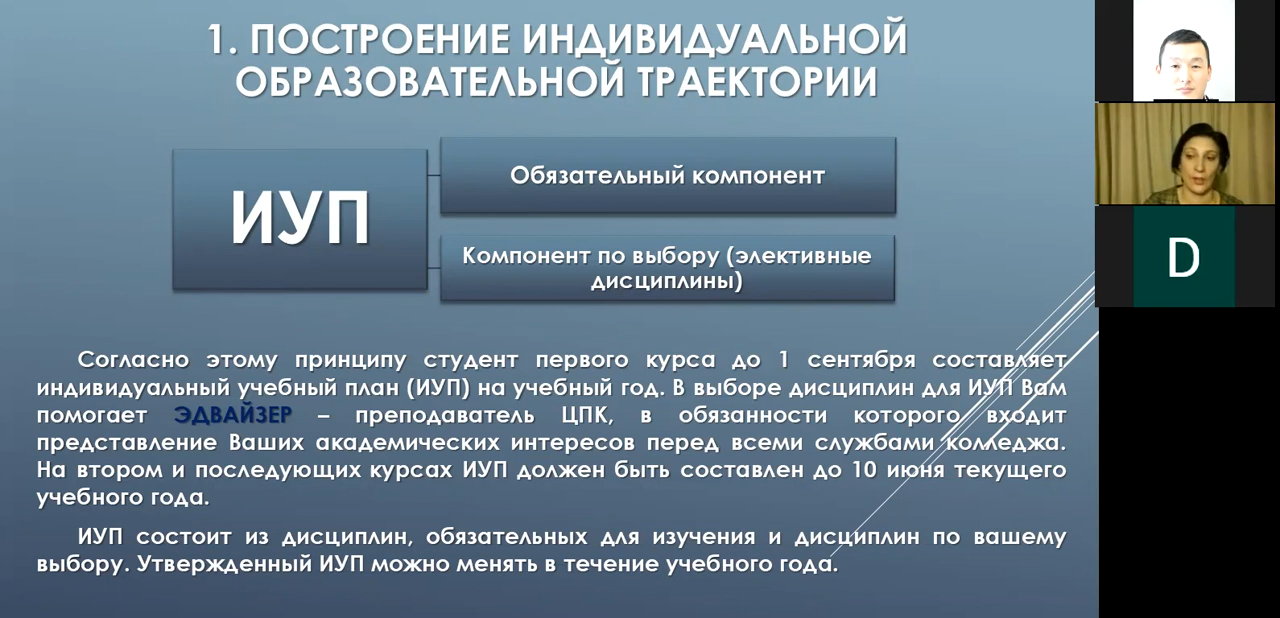 1. ПОСТРОЕНИЕ ИНДИВИДУАЛЬНОЙ
ОБРАЗОВАТЕЛЬНОЙ ТРАЕКТОРИИ
ИУП
Обязательный компонент
Компонент по выбору (элективные
дисциплины)
Согласно этому принципу студент первого курса до 1 сентября составляет
индивидуальный учебный план (ИУП) на учебный год. В выборе дисциплин для ИУП Вам
помогает ЭДВАЙЗЕР – преподаватель ЦПК, в обязанности которого входит
представление Ваших академических интересов перед всеми службами колледжа.
На втором и последующих курсах ИУП должен быть составлен до 10 июня текущего
учебного года.
ИУП состоит из дисциплин, обязательных для изучения и дисциплин по вашему
выбору. Утвержденный ИУП можно менять в течение учебного года.
D